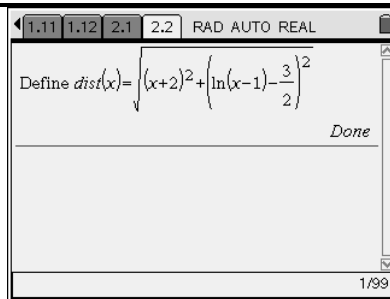 1.11 1.12 2.1 2.2 RAD AUTO REAL
Define dist(x)=√((x+2)²+(ln(x-1)-3/2)²)
Done
1/99